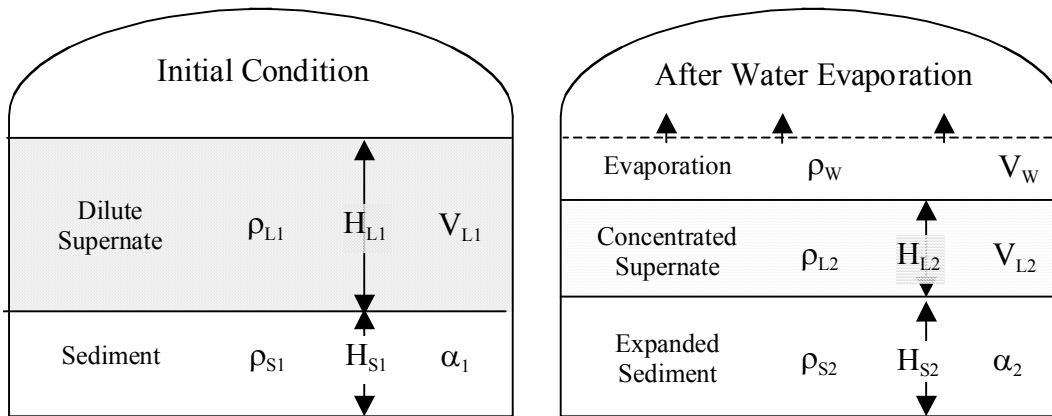 Initial Condition
Dilute
Supernate
ρL1 HL1 VL1
Sediment ρS1 HS1 α1
After Water Evaporation
Evaporation ρW VW
Concentrated
Supernate
ρL2 HL2 VL2
Expanded
Sediment
ρS2 HS2 α2